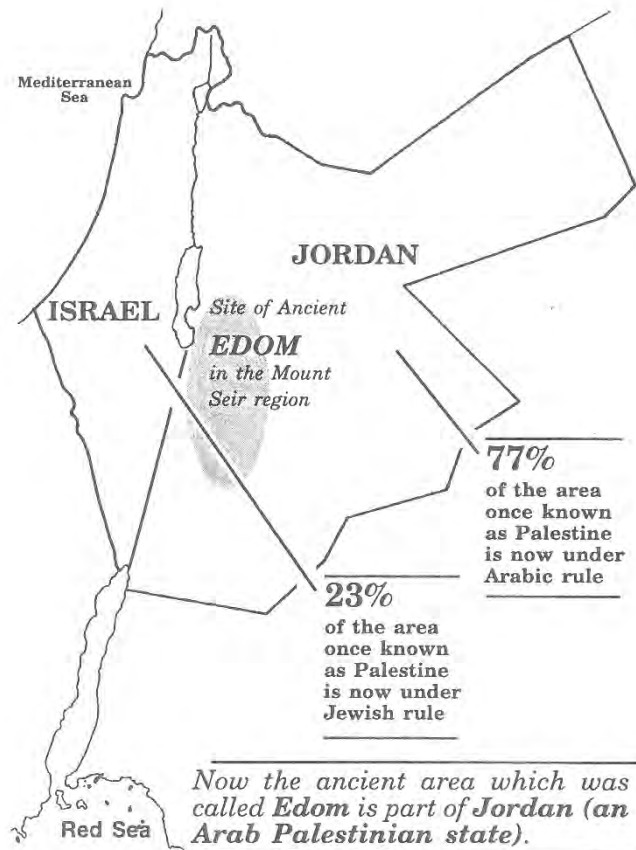 Mediterranean
Sea
JORDAN
ISRAEL
Site of Ancient
EDOM
in the Mount
Seir region
77%
of the area
once known
as Palestine
is now under
Arabic rule
23%
of the area
once known
as Palestine
is now under
Jewish rule
Now the ancient area which was
called Edom is part of Jordan (an
Arab Palestinian state).
Red Sea